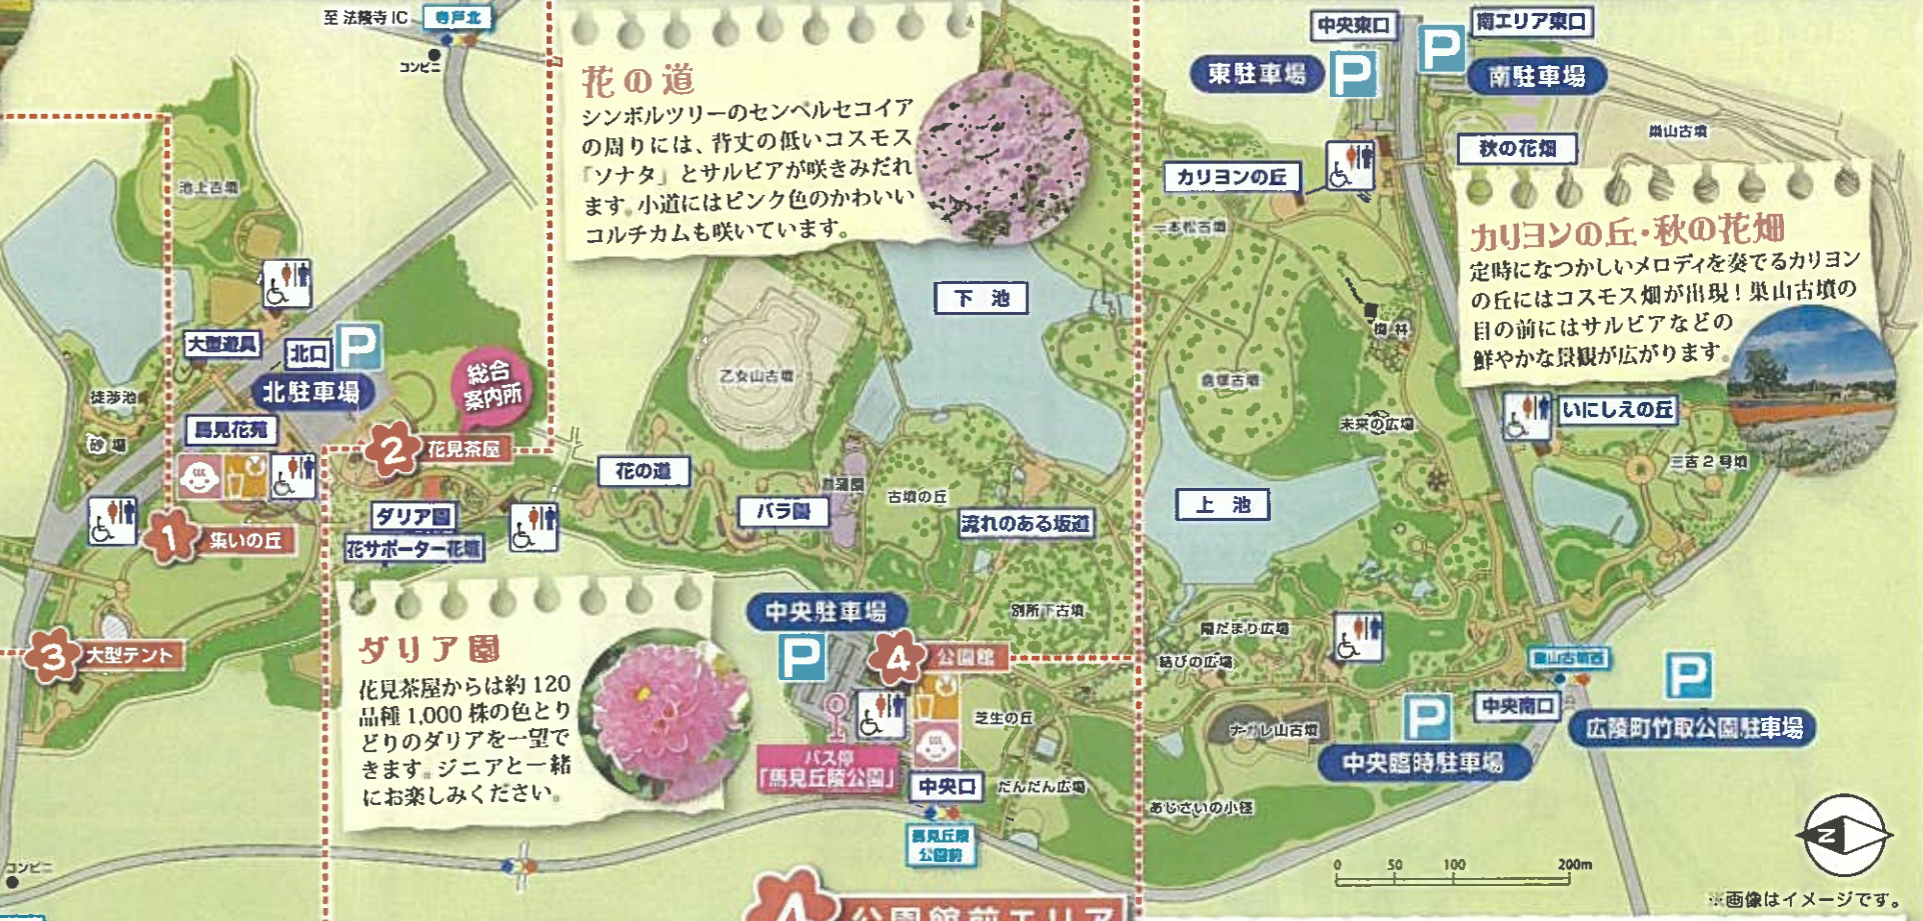 至 法隆寺IC
寺戸北
コンビニ
花の道
シンボルツリーのセンペルセコイア
の周りには、背丈の低いコスモス
「ソナタ」とサルビアが咲きみだれ
ます。小道にはピンク色のかわいい
コルチカムも咲いています。
中央東口
南エリア東口
東駐車場
P
P
南駐車場
秋の花畑
巣山古墳
カリヨンの丘
一本松古墳
カリヨンの丘・秋の花畑
定時になつかしいメロディを奏でるカリヨン
の丘にはコスモス畑が出現！巣山古墳の
目の前にはサルビアなどの
鮮やかな景観が広がります。
池上古墳
大型遊具
北口
P
北駐車場
総合
案内所
徒渉池
砂場
馬見花苑
2
花見茶屋
1
集いの丘
ダリア園
花サポーター花壇
花の道
バラ園
菖蒲園
古墳の丘
流れのある坂道
乙女山古墳
下 池
上 池
倉塚古墳
梅林
未来の広場
いにしえの丘
三吉2号墳
3
大型テント
ダリア園
花見茶屋からは約120
品種1,000株の色とり
どりのダリアを一望で
きます。ジニアと一緒
にお楽しみください。
中央駐車場
P
4
公園館
別所下古墳
陽だまり広場
結びの広場
芝生の丘
バス停
「馬見丘陵公園」
中央口
だんだん広場
馬見丘陵
公園前
ナガレ山古墳
あじさいの小径
P
中央臨時駐車場
中央南口
巣山古墳西
P
広陵町竹取公園駐車場
コンビニ
0 50 100 200m
N
※画像はイメージです。
4
公園館前エリア